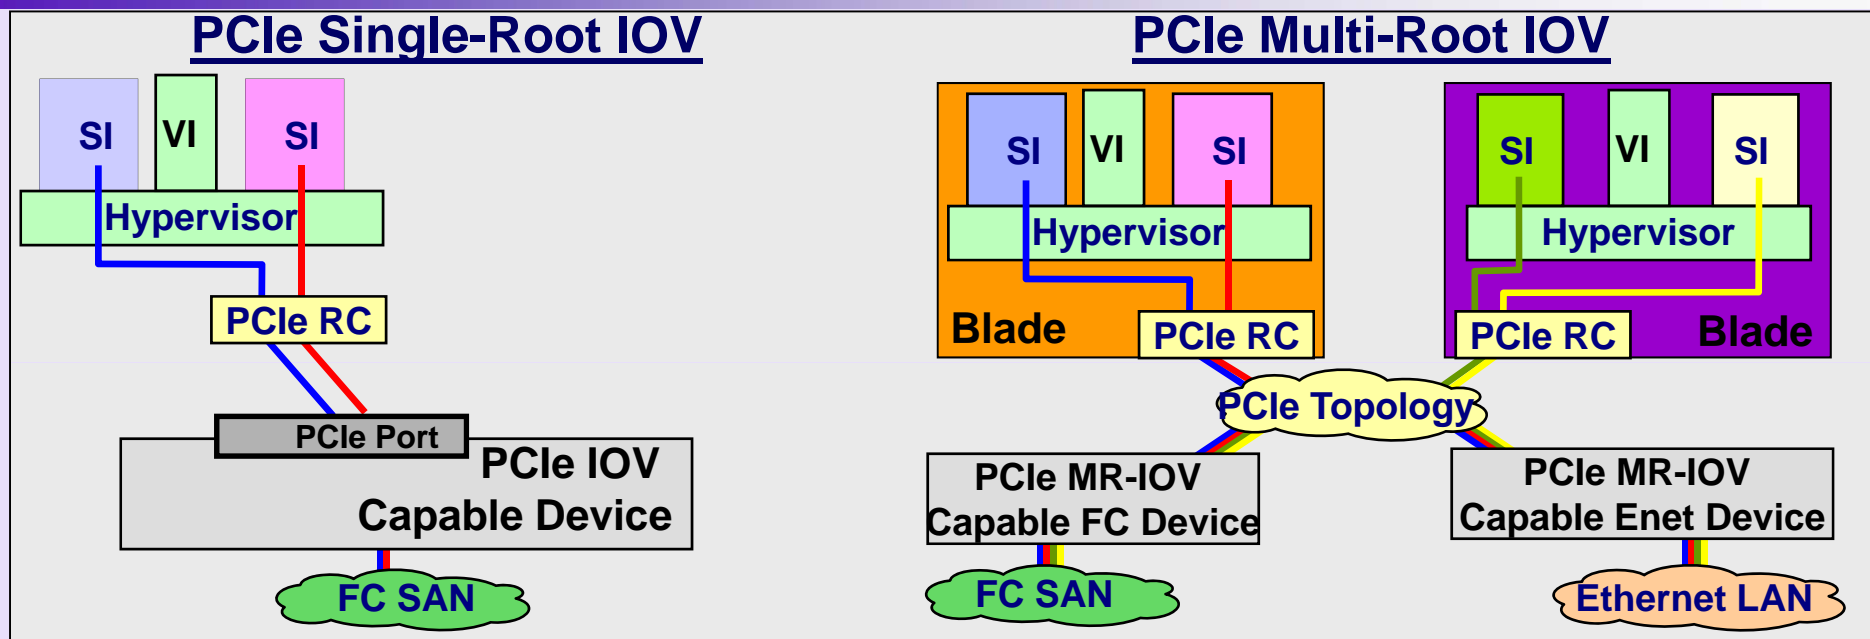 PCIe Single-Root IOV
SI
VI
SI
Hypervisor
PCIe RC
PCIe Port
PCIe IOV
Capable Device
FC SAN
PCIe Multi-Root IOV
SI
VI
SI
Hypervisor
Blade
PCIe RC
SI
VI
SI
Hypervisor
PCIe RC
Blade
PCIe Topology
PCIe MR-IOV
Capable FC Device
FC SAN
PCIe MR-IOV
Capable Enet Device
Ethernet LAN